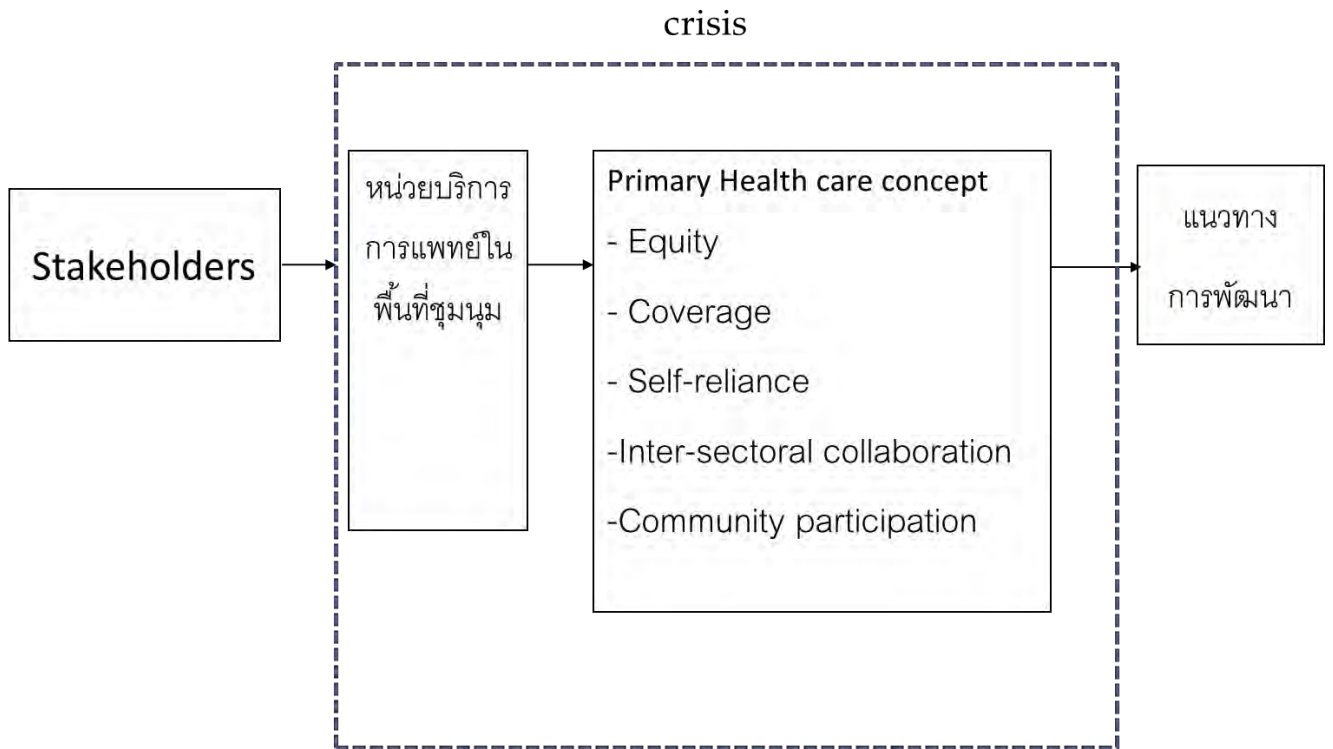 crisis
Stakeholders
หน่วยบริการ
การแพทย์ใน
พื้นที่ชุมนุม
Primary Health care concept
- Equity
- Coverage
- Self-reliance
-Inter-sectoral collaboration
-Community participation
แนวทาง
การพัฒนา